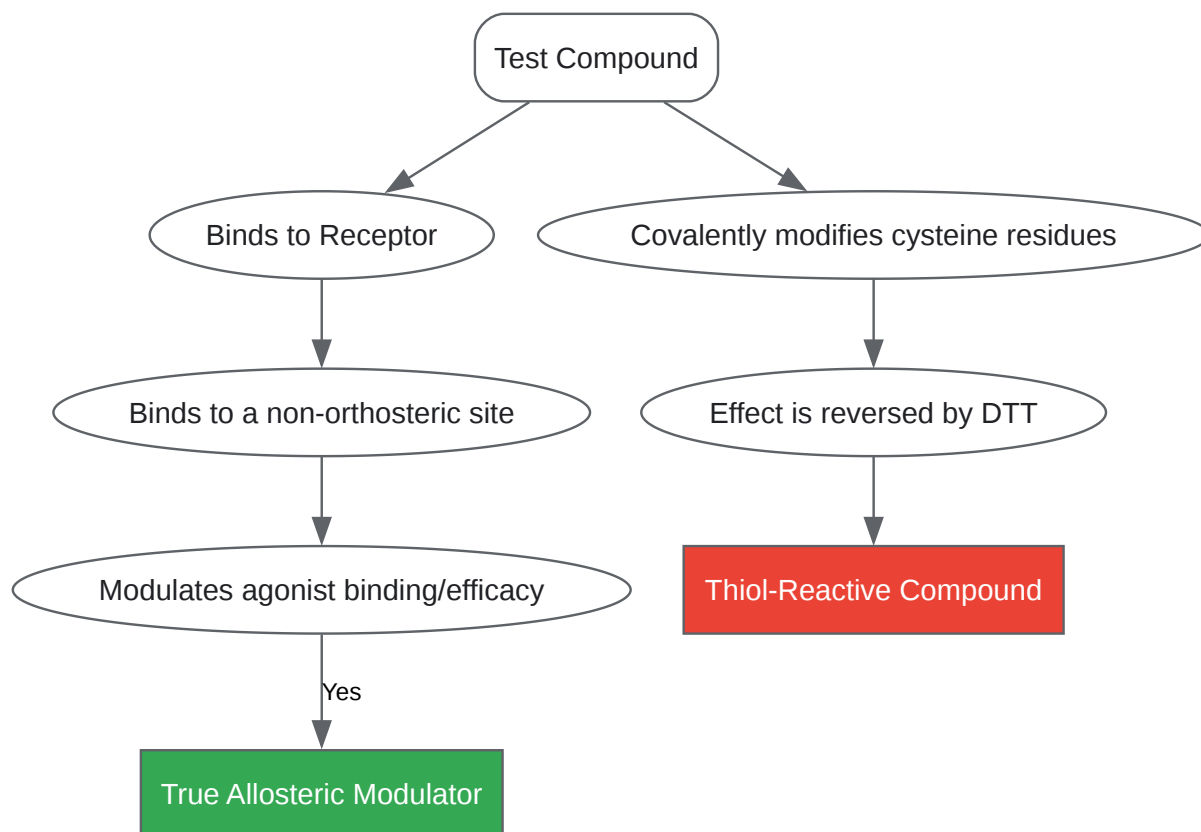 Test Compound
Binds to Receptor
Covalently modifies cysteine residues
Binds to a non-orthosteric site
Effect is reversed by DTT
Modulates agonist binding/efficacy
Thiol-Reactive Compound
Yes
True Allosteric Modulator